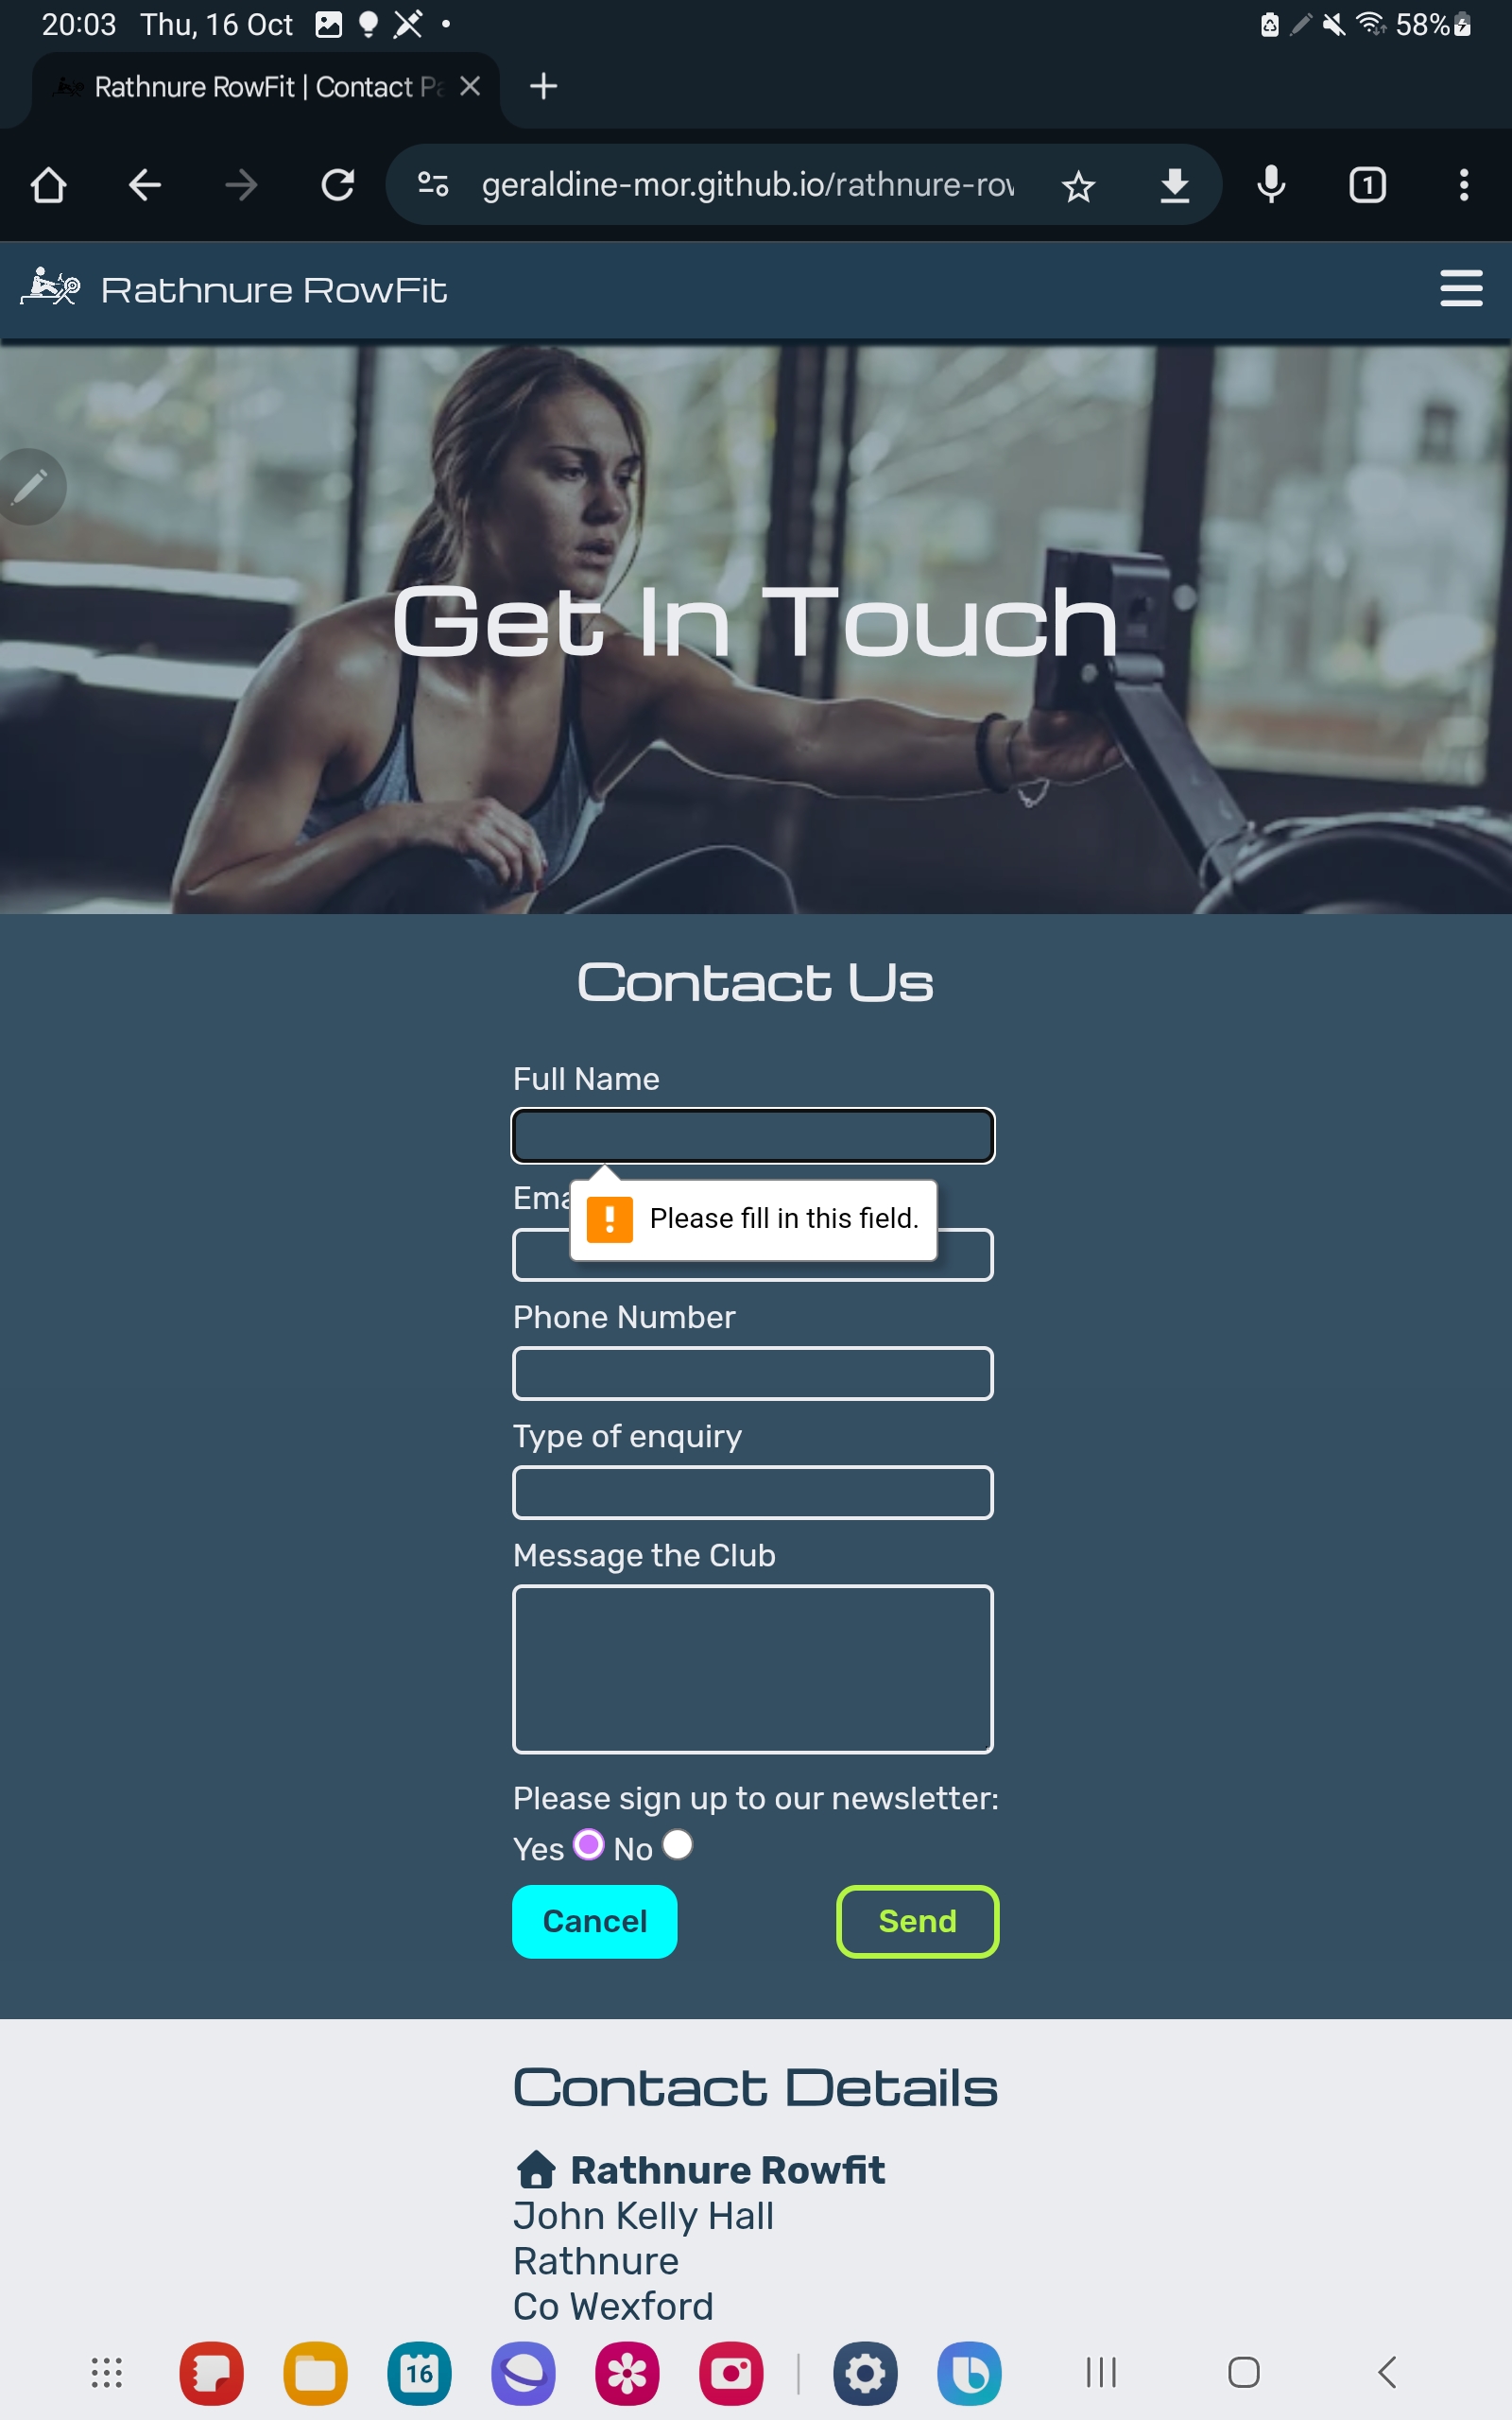 20:03 Thu, 16 Oct
58%
Rathnure RowFit | Contact
geraldine-mor.github.io/rathnure-row
1
Rathnure RowFit
Get In Touch
Contact Us
Full Name
Please fill in this field.
Phone Number
Type of enquiry
Message the Club
Please sign up to our newsletter:
Yes No
Cancel Send
Contact Details
Rathnure Rowfit
John Kelly Hall
Rathnure
Co Wexford
16